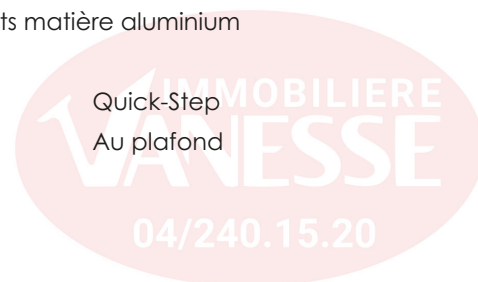 ts matière aluminium
Quick-Step
Au plafond
IMMOBILIERE
VANESSE
04/240.15.20